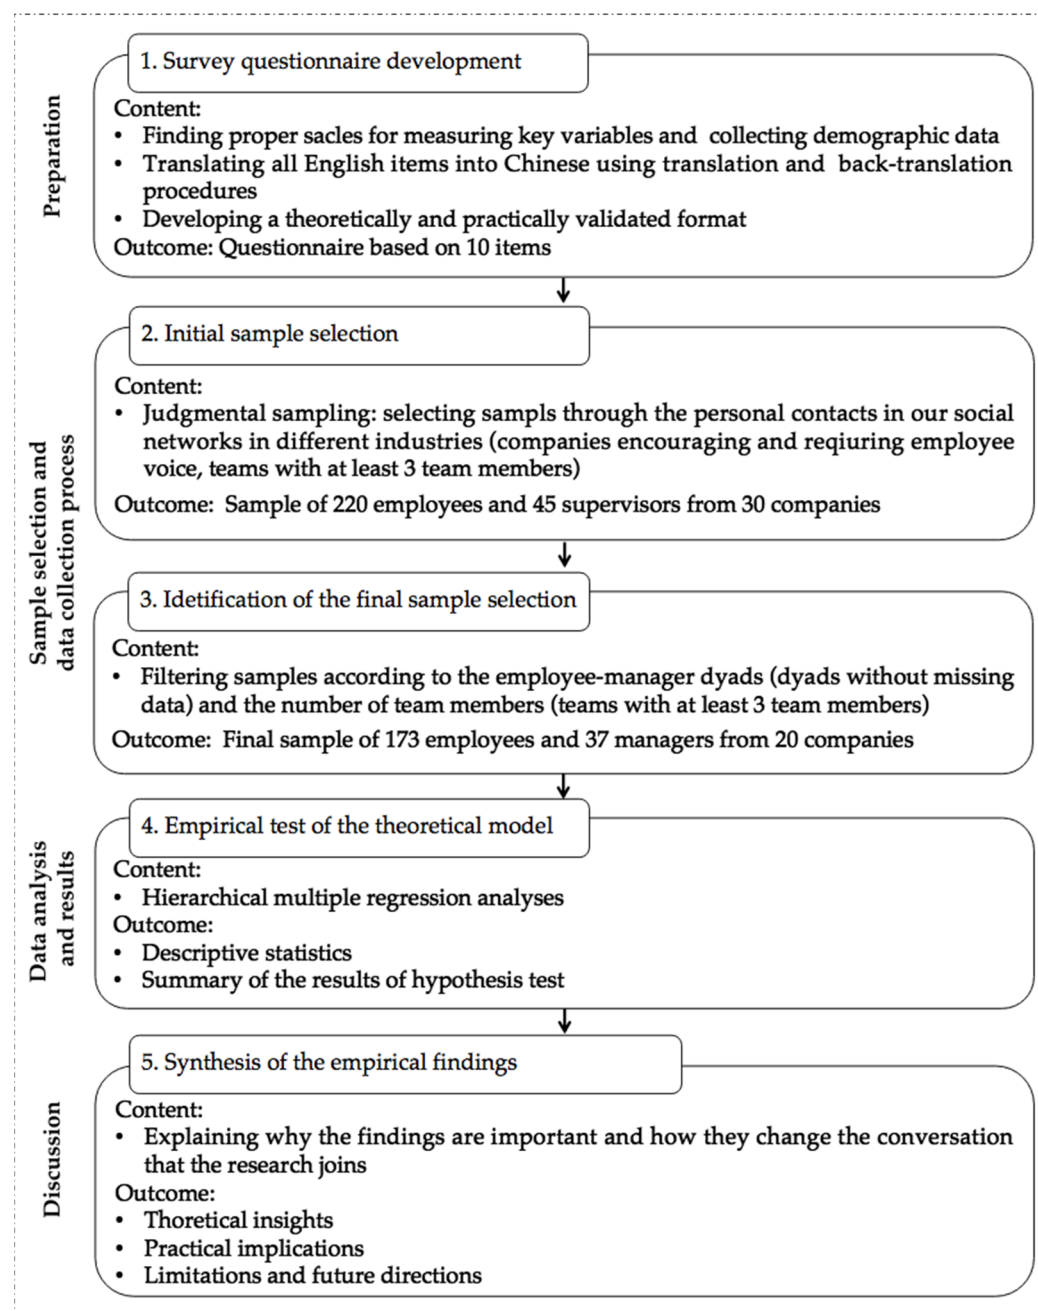 Preparation
1. Survey questionnaire development
Content:
• Finding proper sacles for measuring key variables and collecting demographic data
• Translating all English items into Chinese using translation and back-translation
procedures
• Developing a theoretically and practically validated format
Outcome: Questionnaire based on 10 items
Sample selection and
data collection process
2. Initial sample selection
Content:
• Judgmental sampling: selecting sampls through the personal contacts in our social
networks in different industries (companies encouraging and reqiuring employee
voice, teams with at least 3 team members)
Outcome: Sample of 220 employees and 45 supervisors from 30 companies
3. Idetification of the final sample selection
Content:
• Filtering samples according to the employee-manager dyads (dyads without missing
data) and the number of team members (teams with at least 3 team members)
Outcome: Final sample of 173 employees and 37 managers from 20 companies
Data analysis
and results
4. Empirical test of the theoretical model
Content:
• Hierarchical multiple regression analyses
Outcome:
• Descriptive statistics
• Summary of the results of hypothesis test
Discussion
5. Synthesis of the empirical findings
Content:
• Explaining why the findings are important and how they change the conversation
that the research joins
Outcome:
• Thoretical insights
• Practical implications
• Limitations and future directions